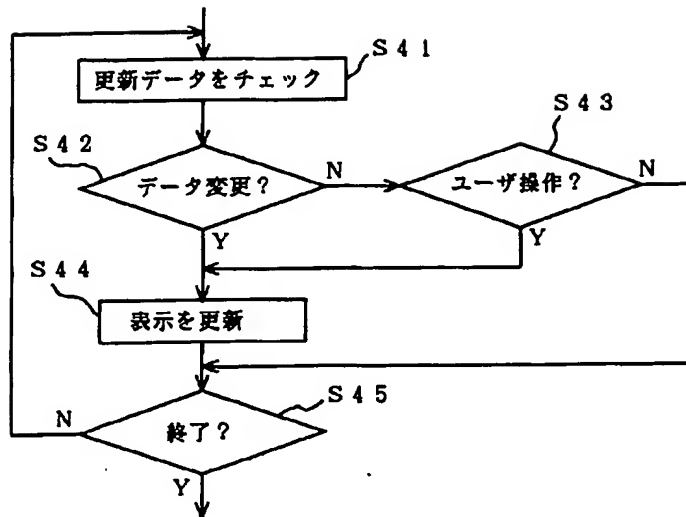 S41
更新データをチェック
S42
データ変更?
N
Y
S43
ユーザ操作?
N
Y
S44
表示を更新
S45
終了?
N
Y